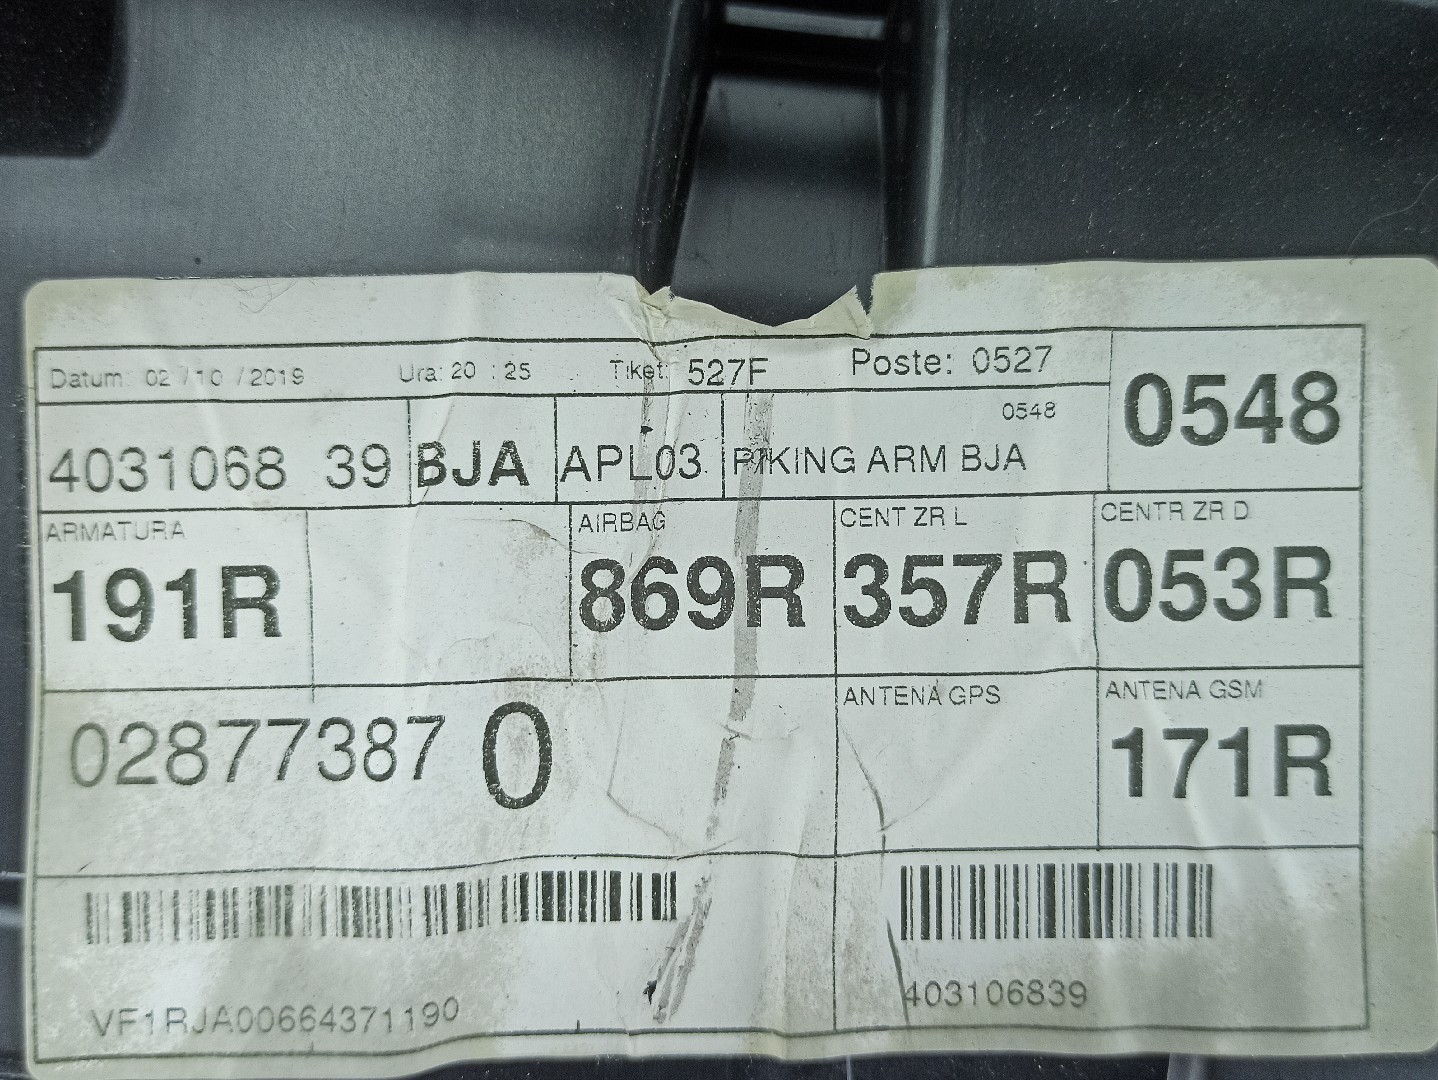 Datum: 02 / 10 / 2019 Ura: 20 : 25 Tiket: 527F Poste: 0527
0548
0548
4031068 39 BJA APL03 PIKING ARM BJA
ARMATURA AIRBAG CENT ZR L CENTR ZR D
191R 869R 357R 053R
ANTENA GPS ANTENA GSM
02877387 0 171R
VF1RJA00664371190 403106839